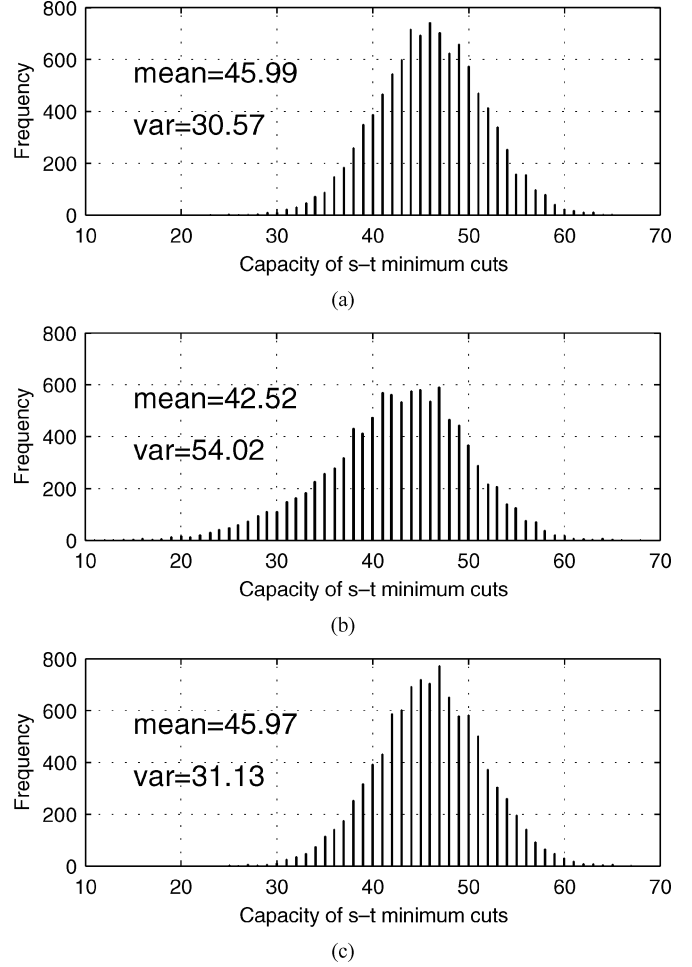 800
600
400
200
0
Frequency
mean=45.99
var=30.57
10 20 30 40 50 60 70
Capacity of s–t minimum cuts
(a)
800
600
400
200
0
Frequency
mean=42.52
var=54.02
10 20 30 40 50 60 70
Capacity of s–t minimum cuts
(b)
800
600
400
200
0
Frequency
mean=45.97
var=31.13
10 20 30 40 50 60 70
Capacity of s–t minimum cuts
(c)